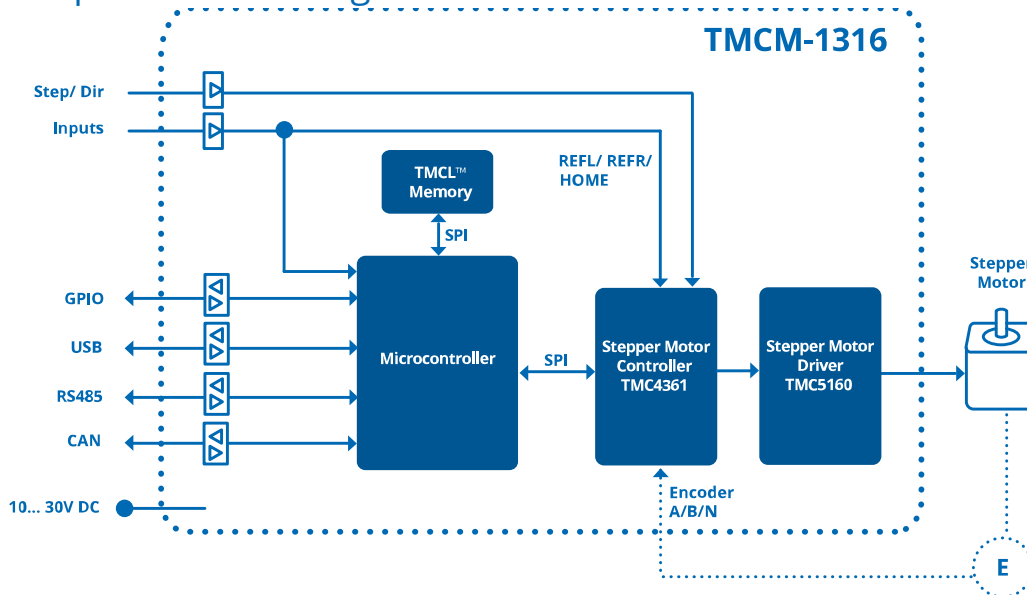 TMCM-1316
Step/ Dir
Inputs
REFL/ REFR/
HOME
TMCL™
Memory
SPI
Stepper
Motor
GPIO
USB
RS485
CAN
Microcontroller
SPI
Stepper Motor
Controller
TMC4361
Stepper Motor
Driver
TMC5160
10... 30V DC
Encoder
A/B/N
E